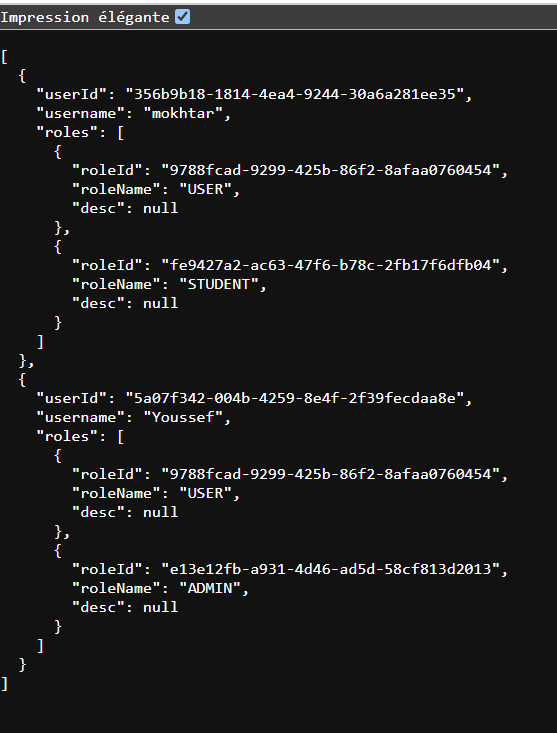 Impression élégante
[
  {
    "userId": "356b9b18-1814-4ea4-9244-30a6a281ee35",
    "username": "mokhtar",
    "roles": [
      {
        "roleId": "9788fcad-9299-425b-86f2-8afaa0760454",
        "roleName": "USER",
        "desc": null
      },
      {
        "roleId": "fe9427a2-ac63-47f6-b78c-2fb17f6dfb04",
        "roleName": "STUDENT",
        "desc": null
      }
    ]
  },
  {
    "userId": "5a07f342-004b-4259-8e4f-2f39fecdaa8e",
    "username": "Youssef",
    "roles": [
      {
        "roleId": "9788fcad-9299-425b-86f2-8afaa0760454",
        "roleName": "USER",
        "desc": null
      },
      {
        "roleId": "e13e12fb-a931-4d46-ad5d-58cf813d2013",
        "roleName": "ADMIN",
        "desc": null
      }
    ]
  }
]